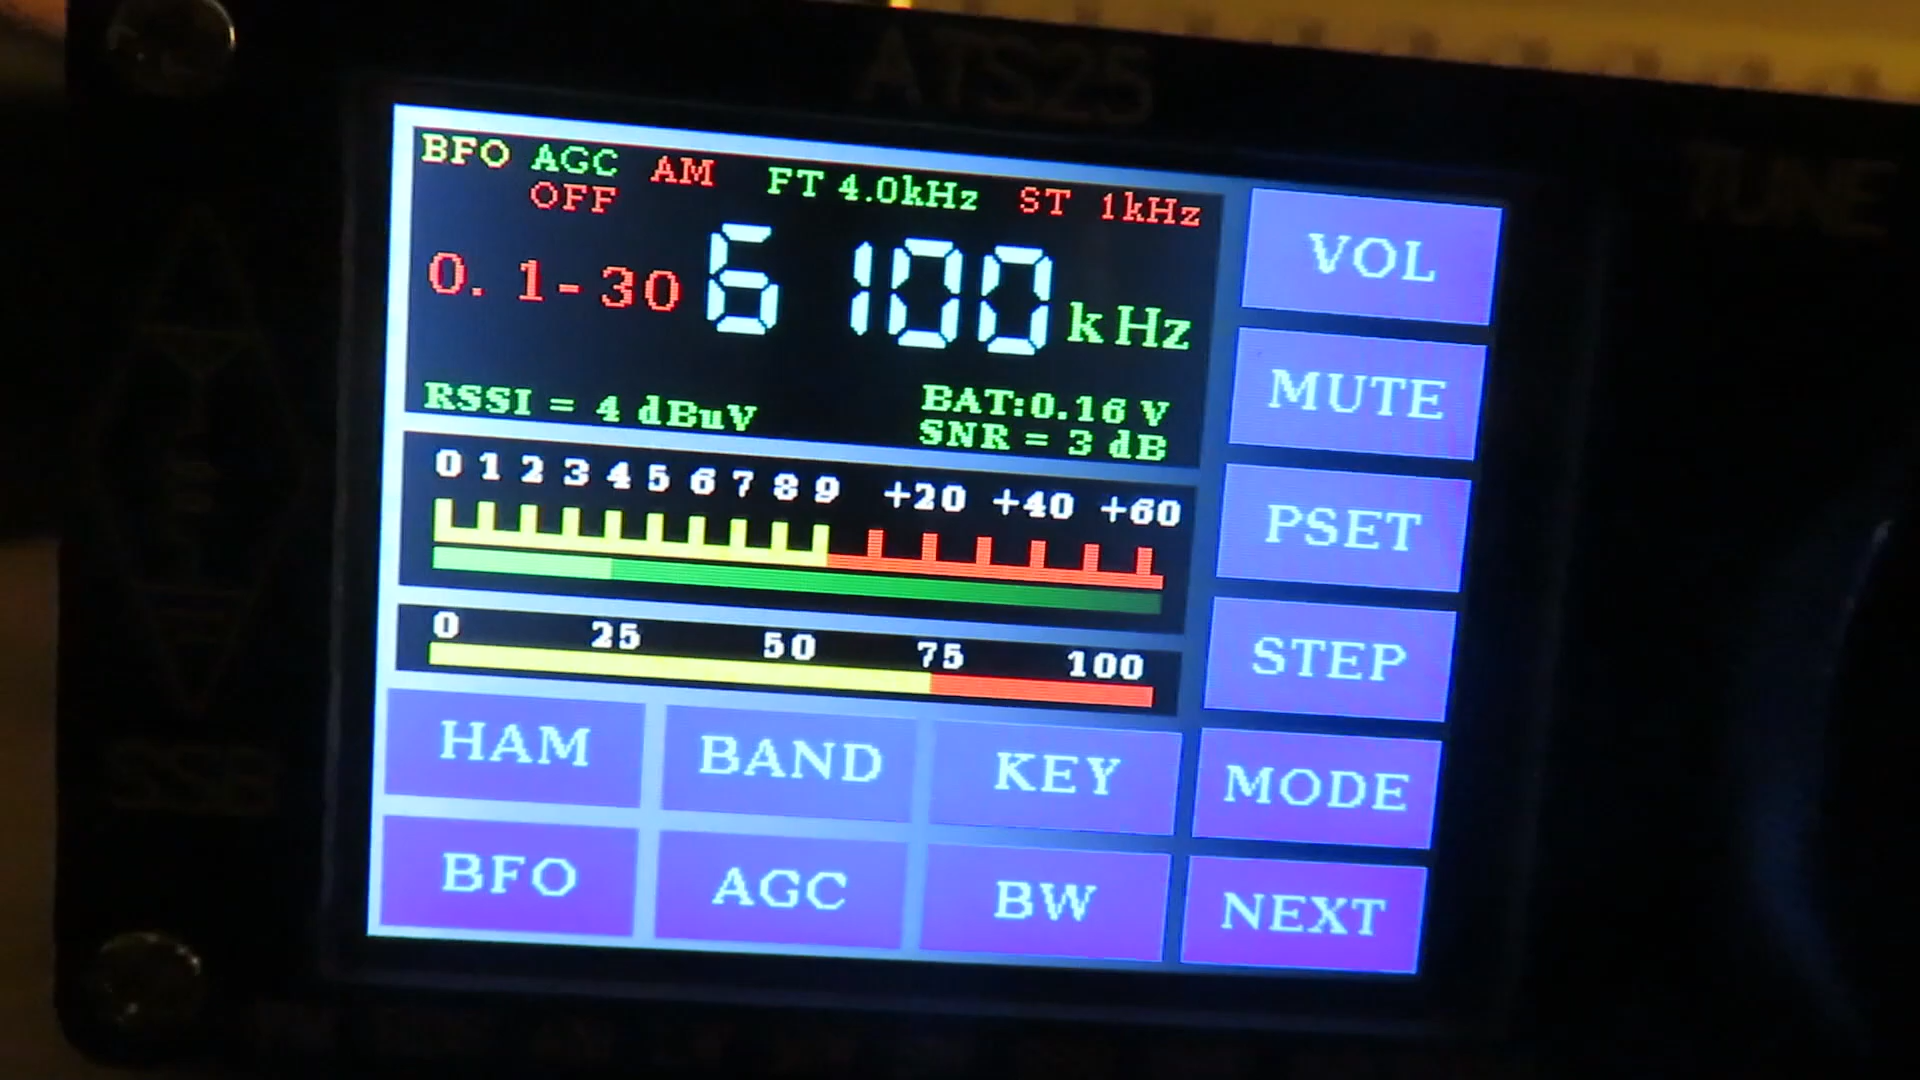 ATS25
TUNE
BFO AGC AM FT 4.0kHz ST 1kHz
OFF
0. 1-30 6 100 kHz
RSSI = 4 dBuV BAT:0.16 V
SNR = 3 dB
0 1 2 3 4 5 6 7 8 9 +20 +40 +60
0 25 50 75 100
VOL
MUTE
PSET
STEP
HAM BAND KEY MODE
BFO AGC BW NEXT
SSB